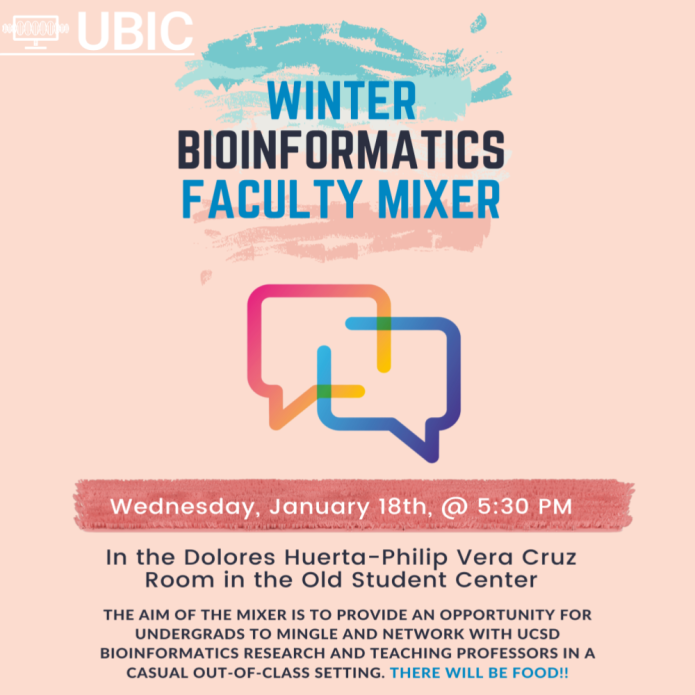 UBIC
WINTER
BIOINFORMATICS
FACULTY MIXER
Wednesday, January 18th, @ 5:30 PM
In the Dolores Huerta-Philip Vera Cruz
Room in the Old Student Center
THE AIM OF THE MIXER IS TO PROVIDE AN OPPORTUNITY FOR
UNDERGRADS TO MINGLE AND NETWORK WITH UCSD
BIOINFORMATICS RESEARCH AND TEACHING PROFESSORS IN A
CASUAL OUT-OF-CLASS SETTING. THERE WILL BE FOOD!!